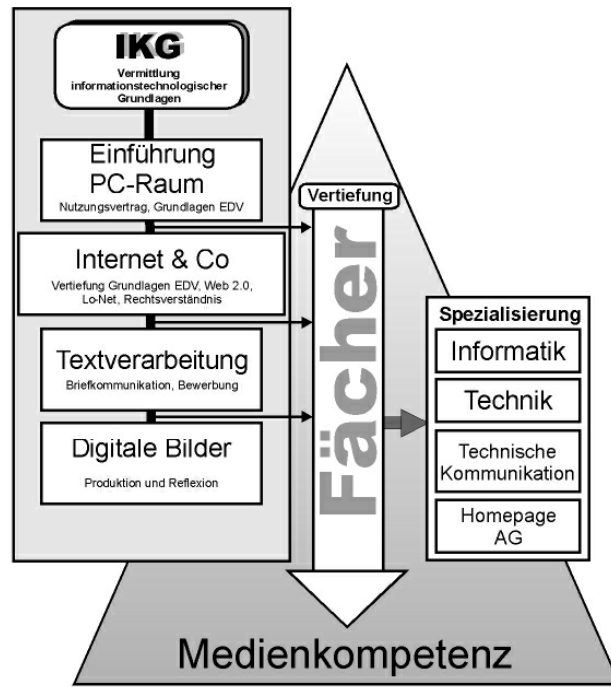 IKG
Vermittlung
informationstechnologischer
Grundlagen
Einführung
PC-Raum
Nutzungsvertrag, Grundlagen EDV
Internet & Co
Vertiefung Grundlagen EDV, Web 2.0,
Lo-Net, Rechtsverständnis
Textverarbeitung
Briefkommunikation, Bewerbung
Digitale Bilder
Produktion und Reflexion
Vertiefung
Fächer
Spezialisierung
Informatik
Technik
Technische
Kommunikation
Homepage
AG
Medienkompetenz